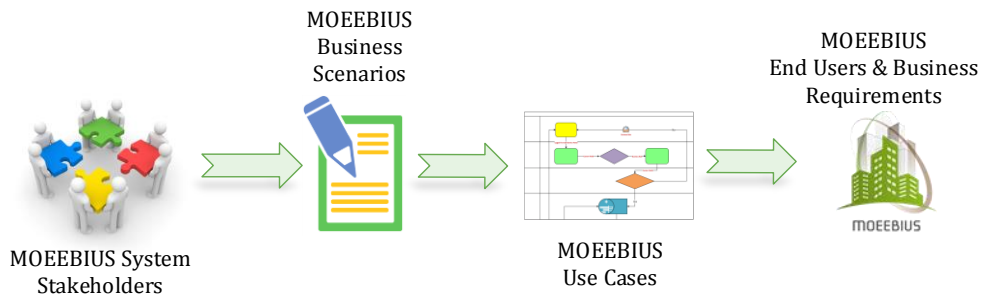 MOEEBIUS System
Stakeholders
MOEEBIUS
Business
Scenarios
MOEEBIUS
Use Cases
MOEEBIUS
End Users & Business
Requirements
MOEEBIUS